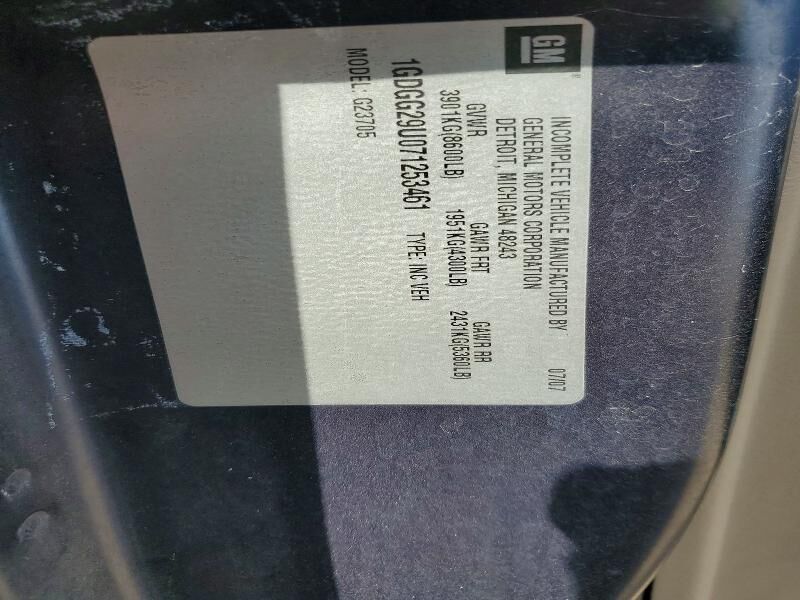 GM®
INCOMPLETE VEHICLE MANUFACTURED BY
GENERAL MOTORS CORPORATION 07/07
DETROIT, MICHIGAN 48243
GVWR GAWR FRT GAWR RR
3901KG(8600LB) 1951KG(4300LB) 2431KG(5360LB)
1GDGG29U071253461 TYPE: INC VEH
MODEL: G23705